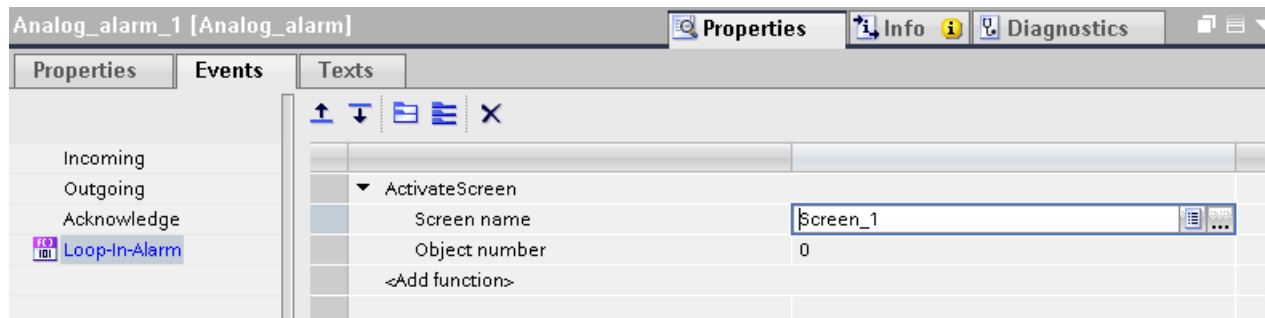 Analog_alarm_1 [Analog_alarm] Properties Info Diagnostics
Properties Events Texts
Incoming
Outgoing ActivateScreen
Acknowledge Screen name Screen_1
Loop-In-Alarm Object number 0
<Add function>